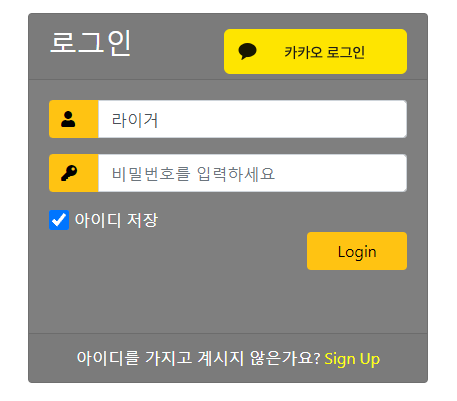 로그인
카카오 로그인
라이거
비밀번호를 입력하세요
아이디 저장
Login
아이디를 가지고 계시지 않은가요? Sign Up